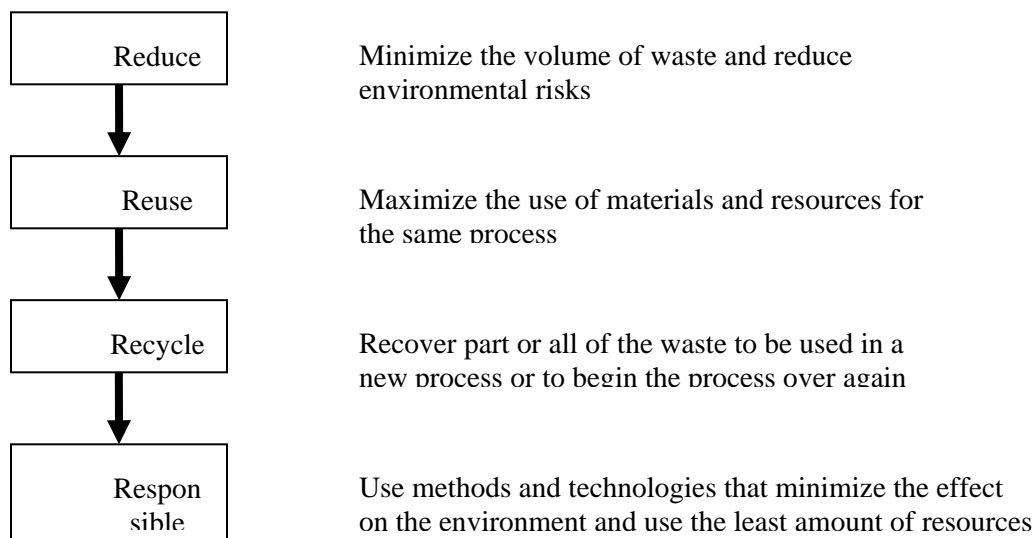 Reduce
Minimize the volume of waste and reduce
environmental risks
Reuse
Maximize the use of materials and resources for
the same process
Recycle
Recover part or all of the waste to be used in a
new process or to begin the process over again
Respon
sible
Use methods and technologies that minimize the effect
on the environment and use the least amount of resources